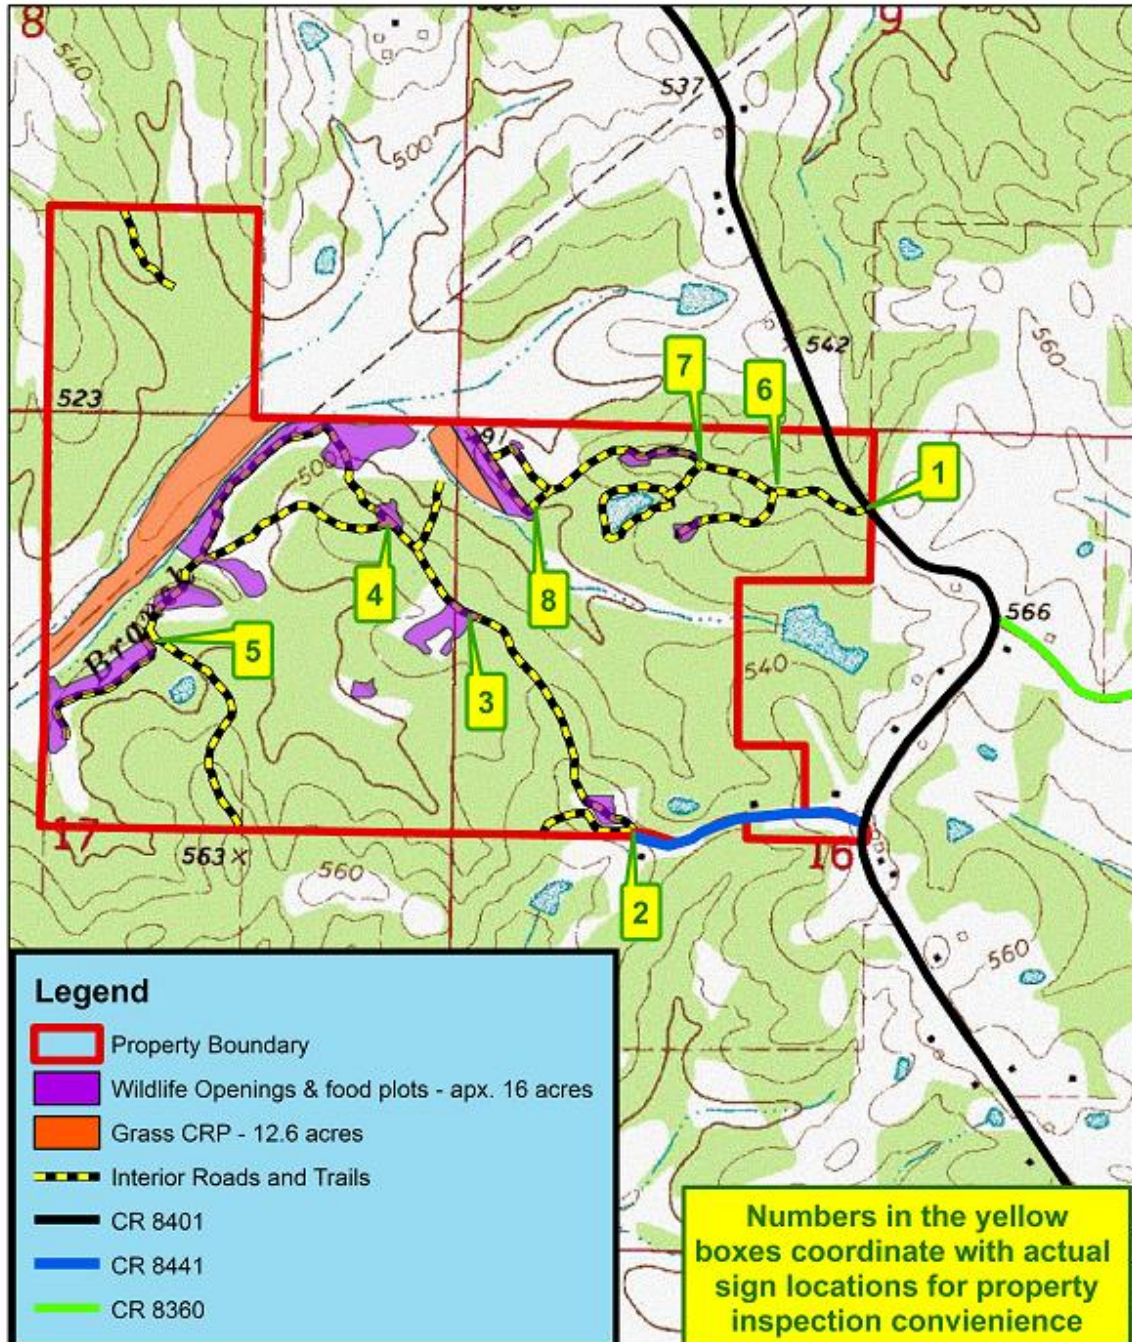 8
9
540
537
500
542
560
523
7
6
1
91
500
4
8
5
3
566
540
Branch
17
563
560
16
2
560
Legend
Property Boundary
Wildlife Openings & food plots - apx. 16 acres
Grass CRP - 12.6 acres
Interior Roads and Trails
CR 8401
CR 8441
CR 8360
Numbers in the yellow
boxes coordinate with actual
sign locations for property
inspection convienience